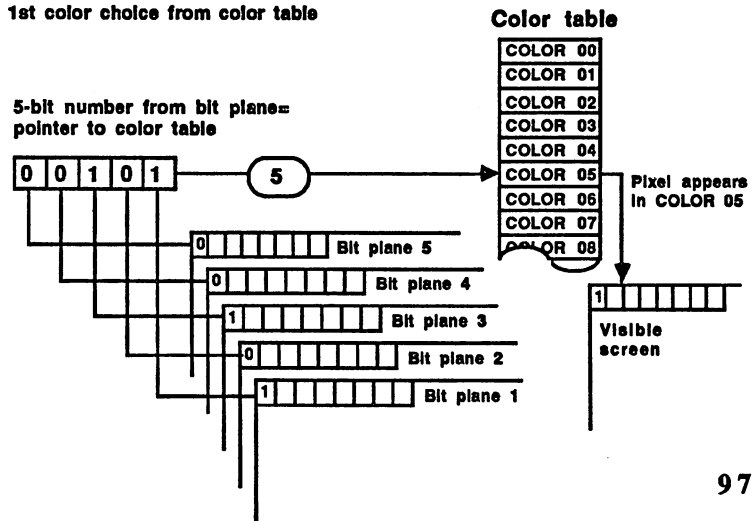 1st color choice from color table
Color table
COLOR 00
COLOR 01
COLOR 02
COLOR 03
COLOR 04
COLOR 05
COLOR 06
COLOR 07
COLOR 08
5-bit number from bit plane=
pointer to color table
0 0 1 0 1
5
Pixel appears
in COLOR 05
0 Bit plane 5
0 Bit plane 4
1 Bit plane 3
0 Bit plane 2
1 Bit plane 1
1
Visible
screen
97